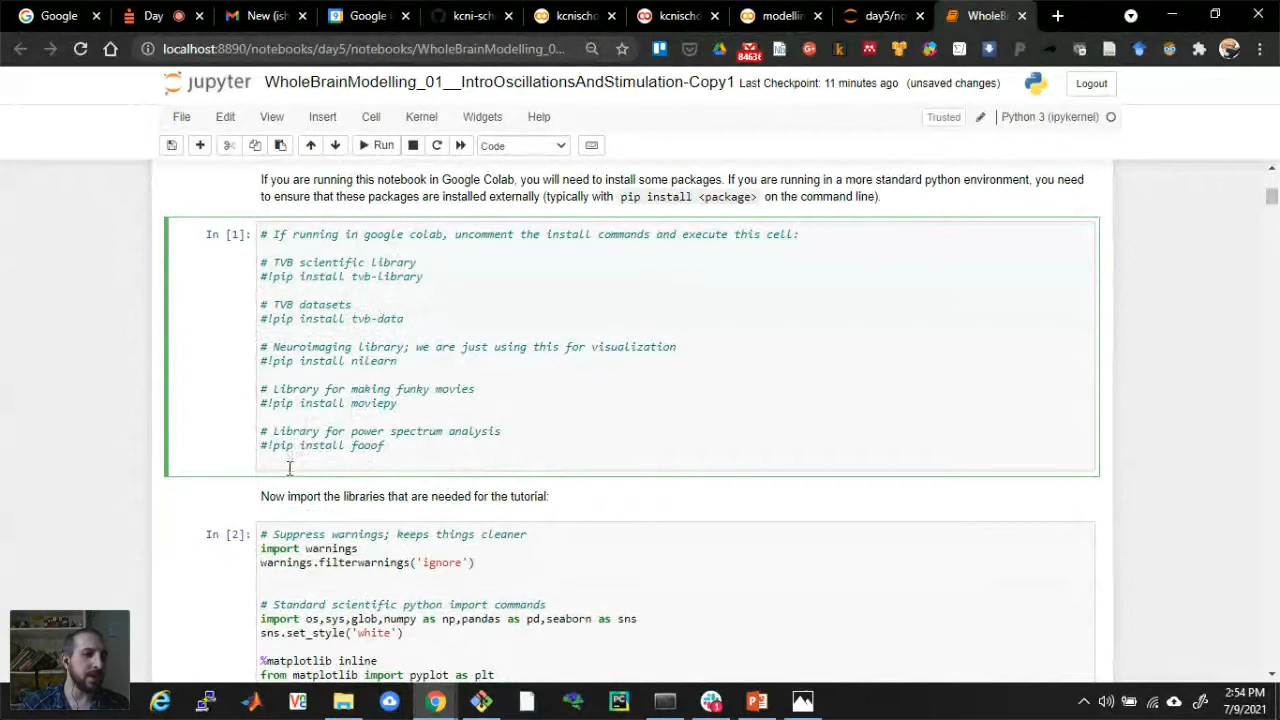 Google
Day
New (ish
Google
kcni-sch
kcnischo
kcnischo
modellin
day5/no
WholeBr
localhost:8890/notebooks/day5/notebooks/WholeBrainModelling_0...
84636
jupyter WholeBrainModelling_01__IntroOscillationsAndStimulation-Copy1 Last Checkpoint: 11 minutes ago (unsaved changes)
Logout
File Edit View Insert Cell Kernel Widgets Help
Trusted Python 3 (ipykernel)
Run Code
If you are running this notebook in Google Colab, you will need to install some packages. If you are running in a more standard python environment, you need
to ensure that these packages are installed externally (typically with pip install <package> on the command line).
In [1]: # If running in google colab, uncomment the install commands and execute this cell:
# TVB scientific library
#!pip install tvb-library
# TVB datasets
#!pip install tvb-data
# Neuroimaging library; we are just using this for visualization
#!pip install nilearn
# Library for making funky movies
#!pip install moviepy
# Library for power spectrum analysis
#!pip install fooof
Now import the libraries that are needed for the tutorial:
In [2]: # Suppress warnings; keeps things cleaner
import warnings
warnings.filterwarnings('ignore')
# Standard scientific python import commands
import os,sys,glob,numpy as np,pandas as pd,seaborn as sns
sns.set_style('white')
%matplotlib inline
from matplotlib import pyplot as plt
2:54 PM
7/9/2021